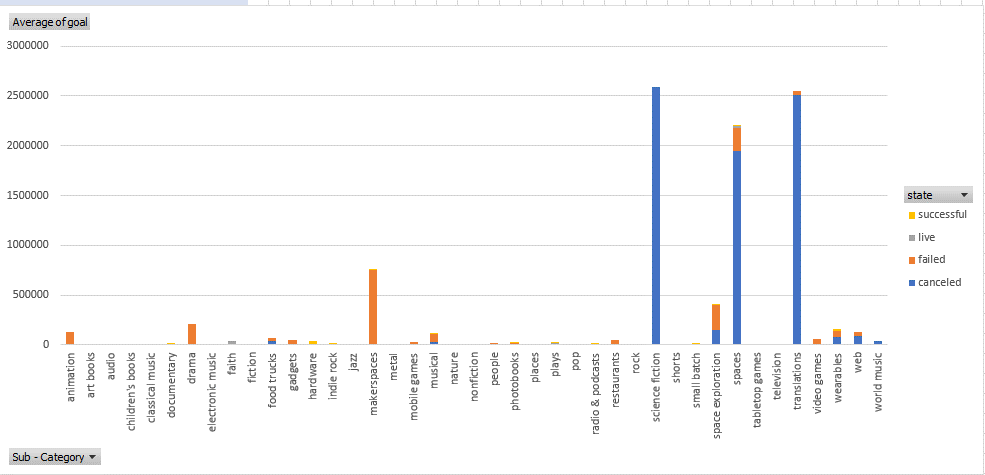 Average of goal
3000000
2500000
2000000
1500000
1000000
500000
0
animation
art books
audio
children's books
classical music
documentary
drama
electronic music
faith
fiction
food trucks
gadgets
hardware
indie rock
jazz
makerspaces
metal
mobile games
musical
nature
nonfiction
people
photobooks
places
plays
pop
radio & podcasts
restaurants
rock
science fiction
shorts
small batch
space exploration
spaces
tabletop games
television
translations
video games
wearables
web
world music
state
successful
live
failed
canceled
Sub - Category